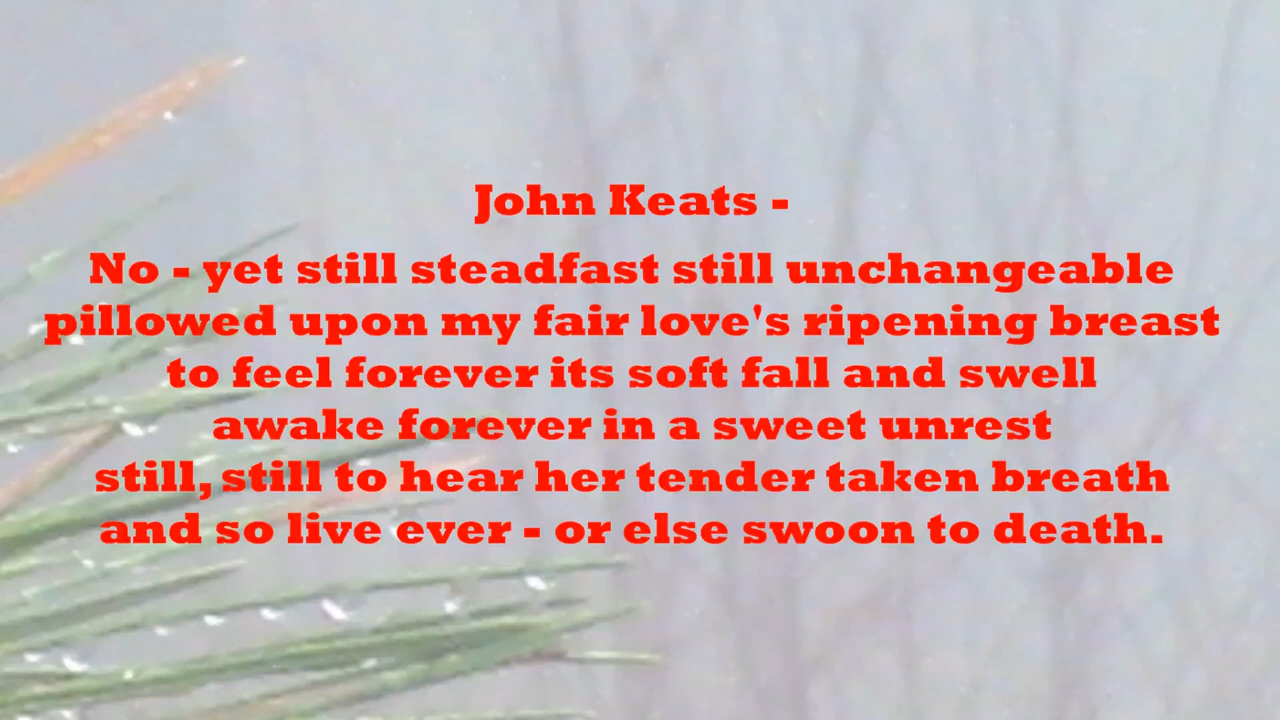 John Keats -
No - yet still steadfast still unchangeable
pillowed upon my fair love's ripening breast
to feel forever its soft fall and swell
awake forever in a sweet unrest
still, still to hear her tender taken breath
and so live ever - or else swoon to death.